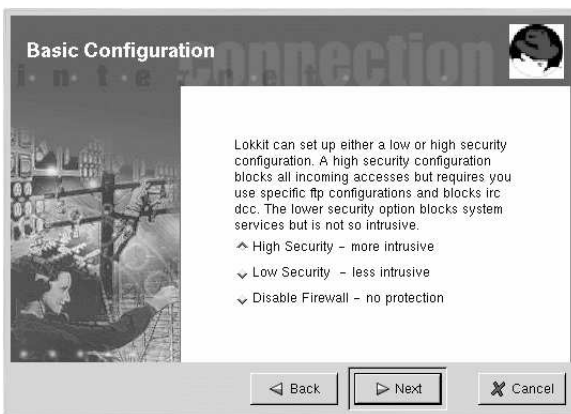 Basic Configuration
connection
internet
Lokkit can set up either a low or high security
configuration. A high security configuration
blocks all incoming accesses but requires you
use specific ftp configurations and blocks irc
dcc. The lower security option blocks system
services but is not so intrusive.
High Security – more intrusive
Low Security – less intrusive
Disable Firewall – no protection
Back
Next
Cancel